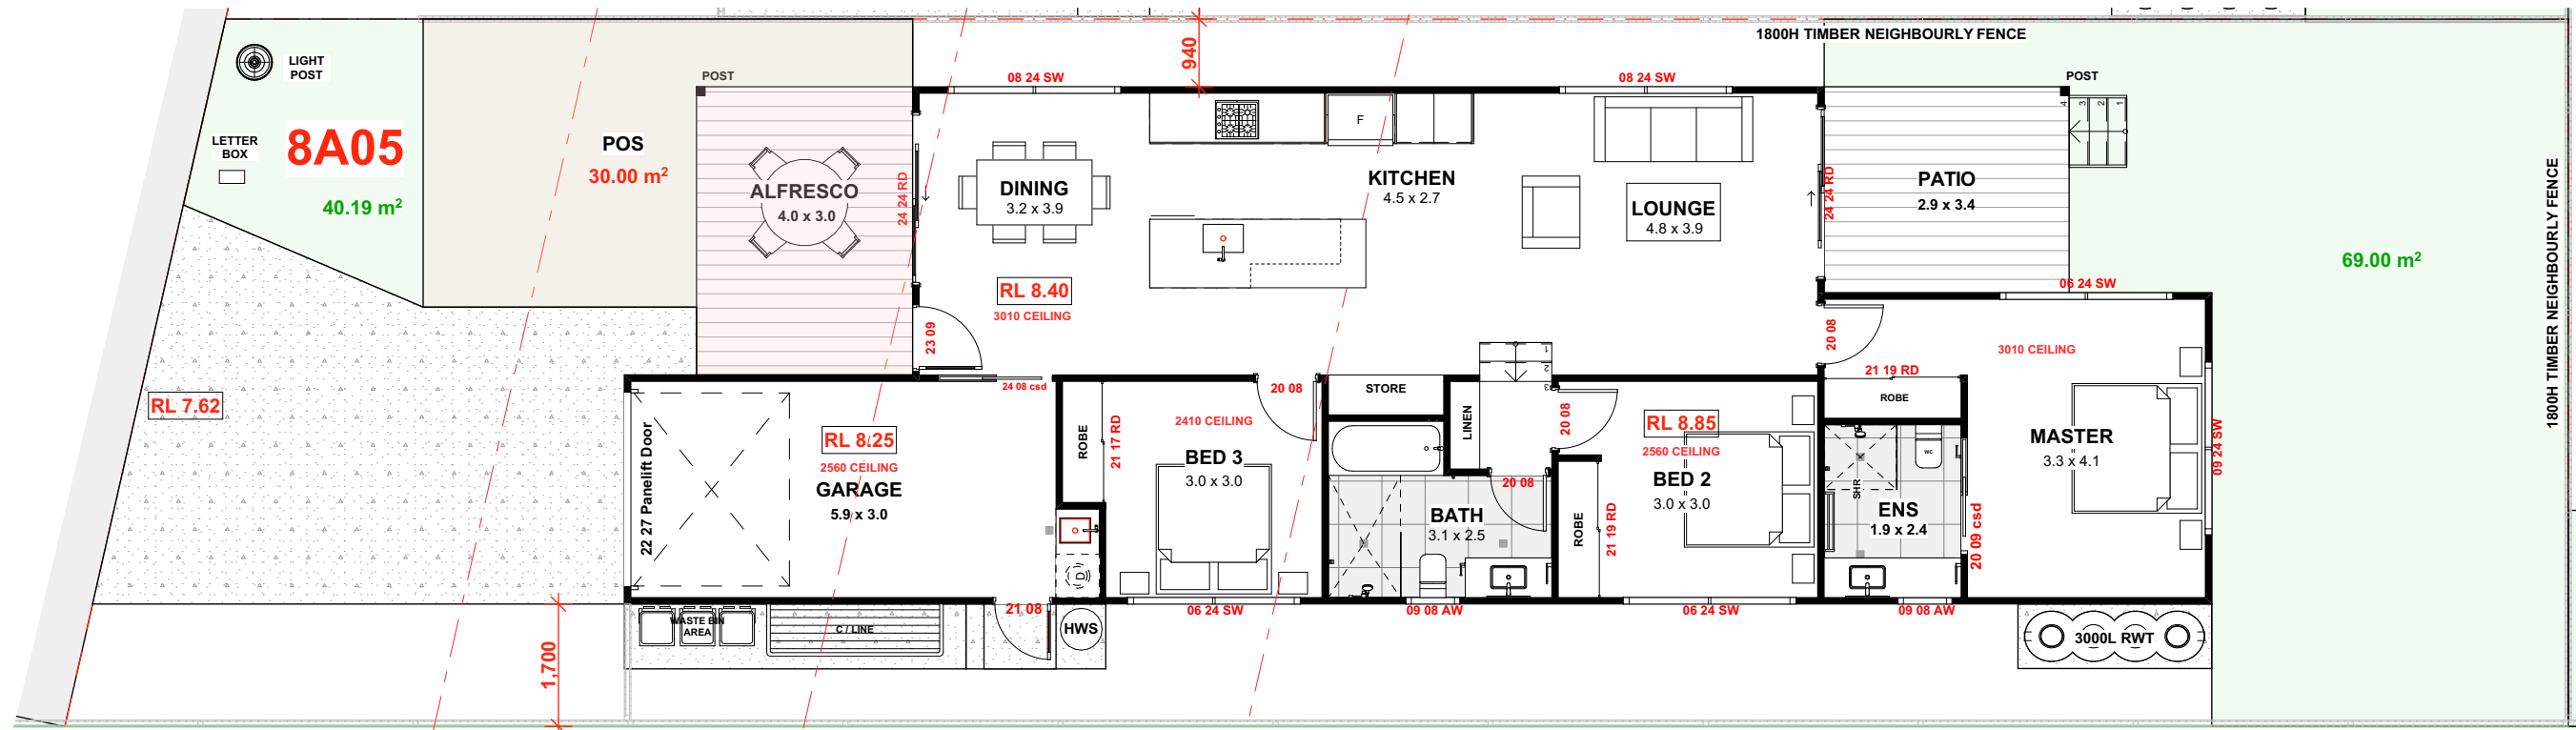 1800H TIMBER NEIGHBOURLY FENCE
940
LIGHT
POST
POST
08 24 SW
08 24 SW
POST
4
3
2
1
F
LETTER
BOX
8A05
POS
30.00 m²
40.19 m²
ALFRESCO
4.0 x 3.0
24 24 RD
DINING
3.2 x 3.9
KITCHEN
4.5 x 2.7
LOUNGE
4.8 x 3.9
24 24 RD
PATIO
2.9 x 3.4
69.00 m²
1800H TIMBER NEIGHBOURLY FENCE
RL 8.40
3010 CEILING
06 24 SW
23 09
20 08
3010 CEILING
1
2
3
24 08 csd
20 08
STORE
21 19 RD
ROBE
RL 7.62
22 27 Panelift Door
RL 8.25
2560 CEILING
GARAGE
5.9 x 3.0
ROBE
21 17 RD
2410 CEILING
BED 3
3.0 x 3.0
LINEN
20 08
RL 8.85
2560 CEILING
BED 2
3.0 x 3.0
MASTER
3.3 x 4.1
09 24 SW
WC
SHR
20 08
BATH
3.1 x 2.5
ROBE
21 19 RD
ENS
1.9 x 2.4
20 09 csd
D
21 08
06 24 SW
09 08 AW
06 24 SW
09 08 AW
WASTE BIN
AREA
C / LINE
HWS
3000L RWT
1,700